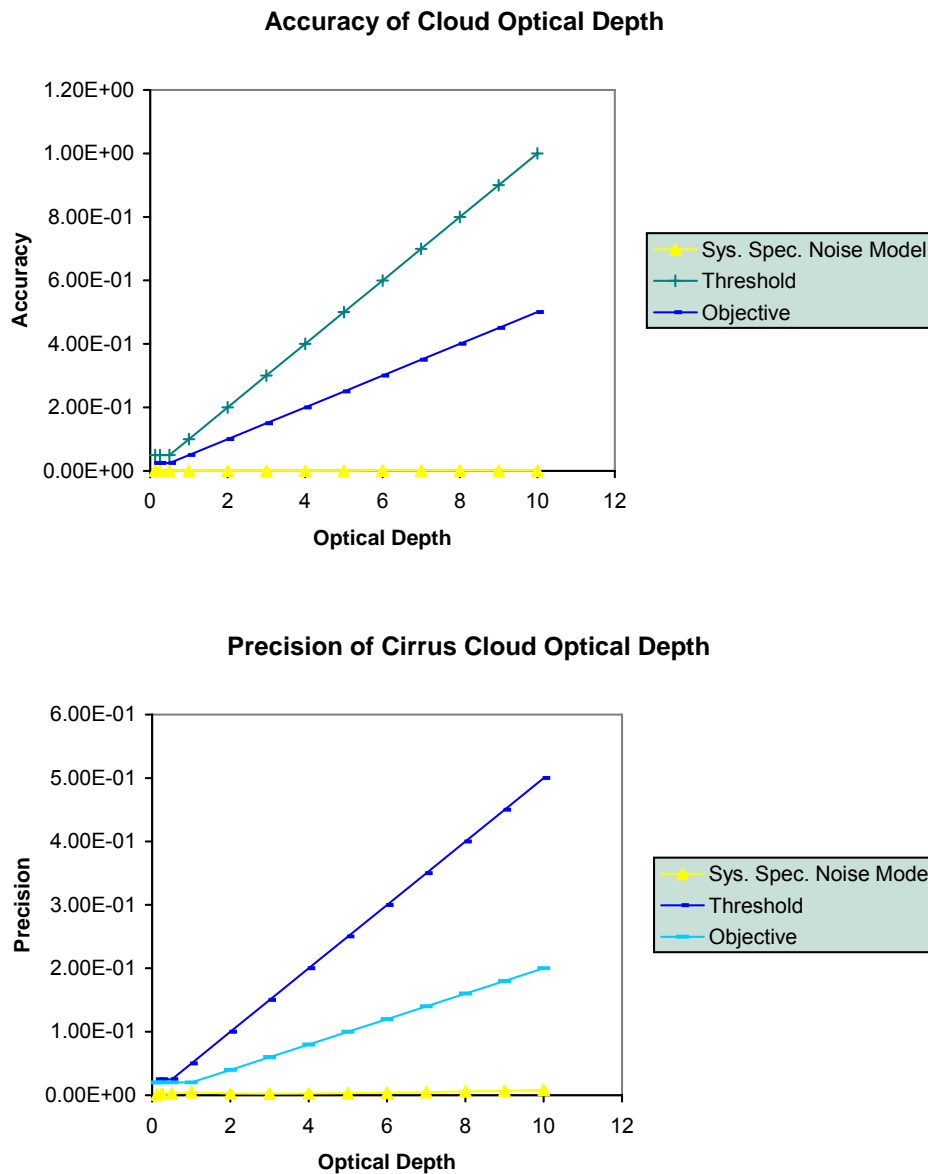 Accuracy of Cloud Optical Depth
1.20E+00
1.00E+00
8.00E-01
6.00E-01
4.00E-01
2.00E-01
0.00E+00
Accuracy
0 2 4 6 8 10 12
Optical Depth
Sys. Spec. Noise Model
Threshold
Objective
Precision of Cirrus Cloud Optical Depth
6.00E-01
5.00E-01
4.00E-01
3.00E-01
2.00E-01
1.00E-01
0.00E+00
Precision
0 2 4 6 8 10 12
Optical Depth
Sys. Spec. Noise Model
Threshold
Objective